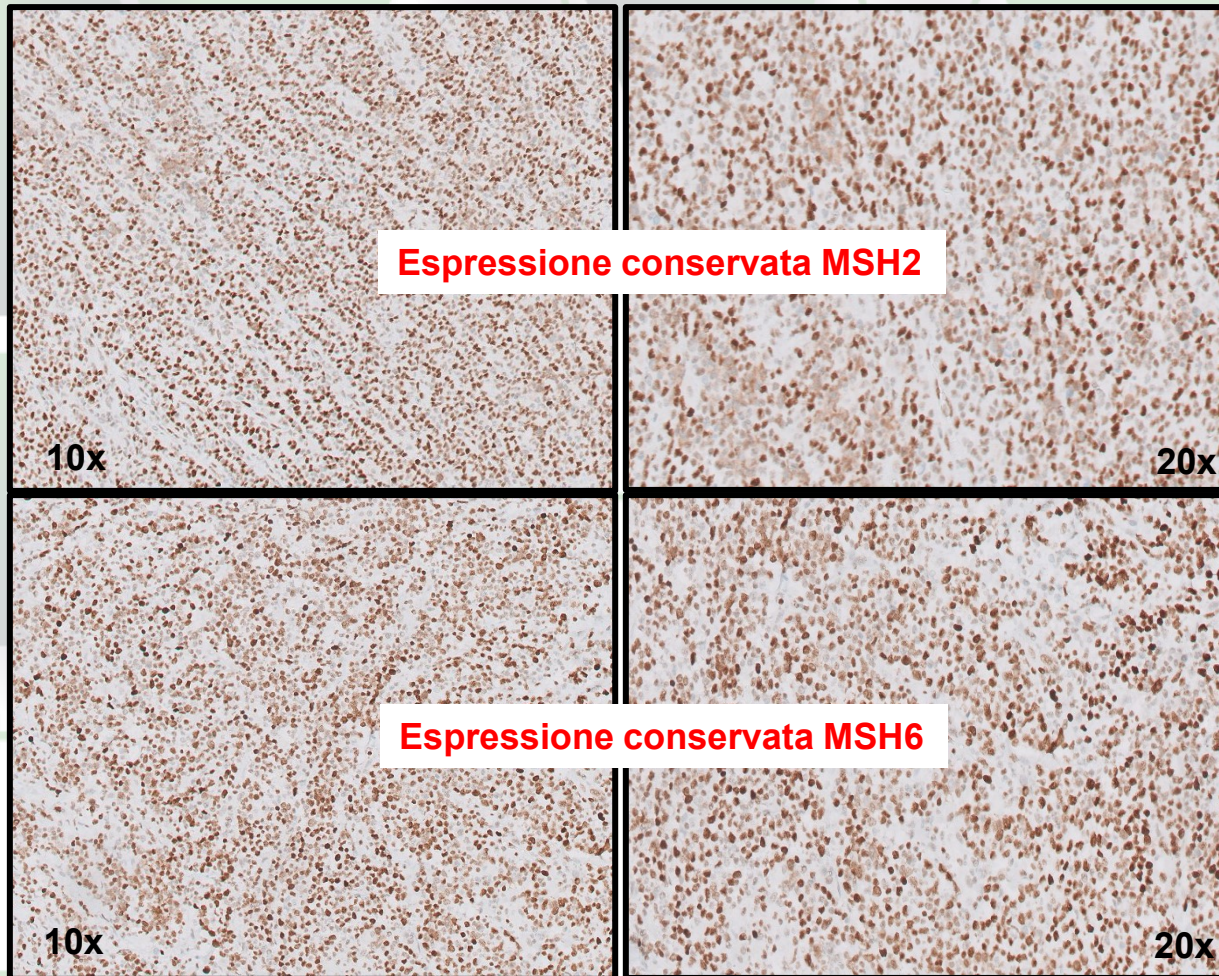 Espressione conservata MSH2
10x
20x
Espressione conservata MSH6
10x
20x